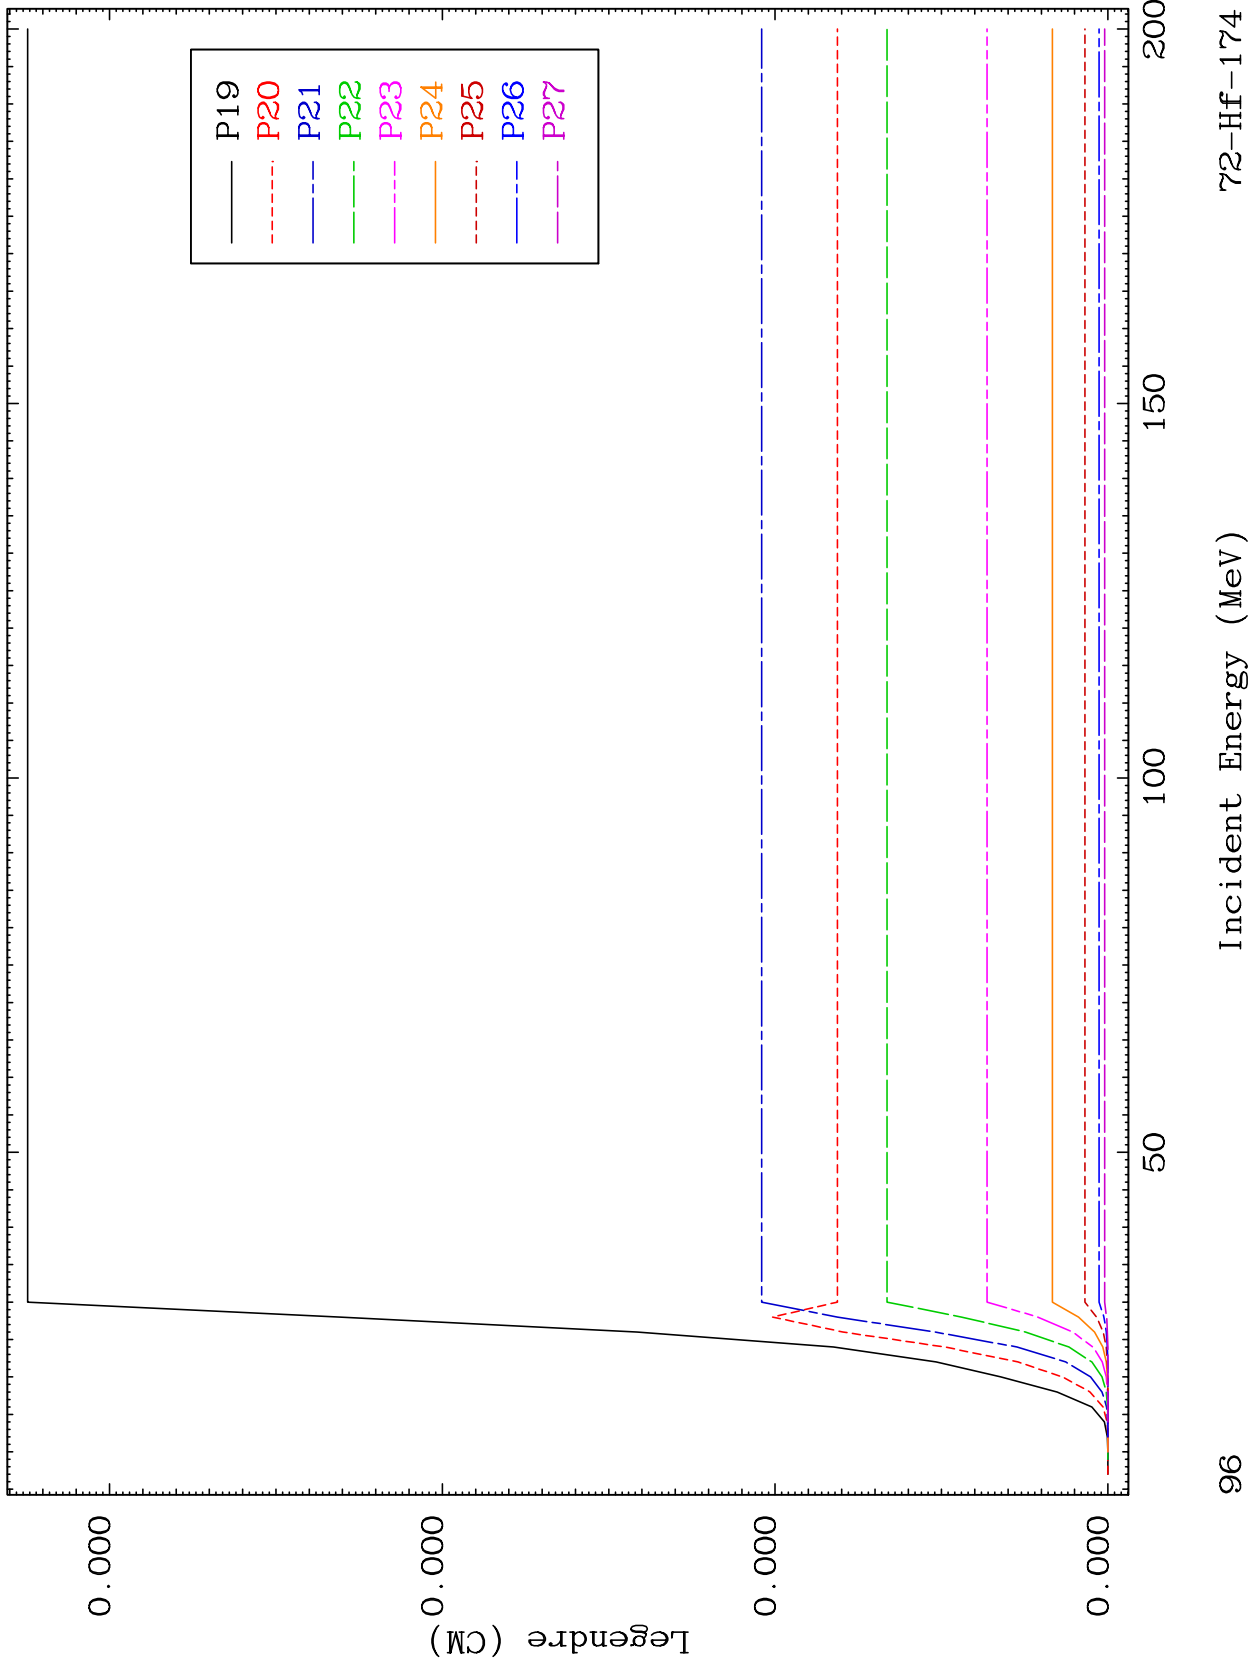 P19
P20
P21
P22
P23
P24
P25
P26
P27
Legendre (CM)
0.000
0.000
0.000
0.000
50
100
150
200
Incident Energy (MeV)
96
72-Hf-174